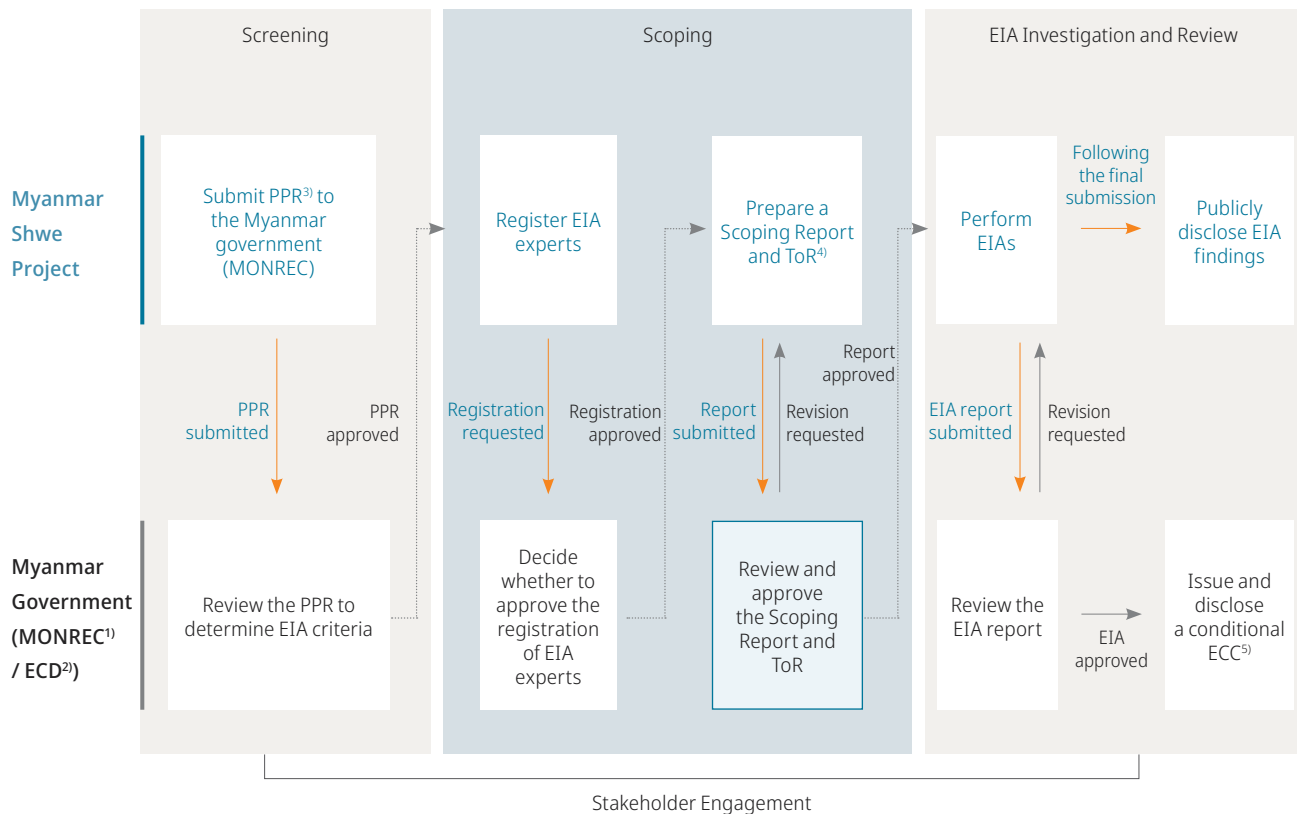 Screening
Scoping
EIA Investigation and Review
Myanmar
Shwe
Project
Submit PPR3) to
the Myanmar
government
(MONREC)
Register EIA
experts
Prepare a
Scoping Report
and ToR4)
Perform
EIAs
Following
the final
submission
Publicly
disclose EIA
findings
PPR
submitted
PPR
approved
Registration
requested
Registration
approved
Report
submitted
Revision
requested
Report
approved
EIA report
submitted
Revision
requested
Myanmar
Government
(MONREC1)
/ ECD2))
Review the PPR to
determine EIA criteria
Decide
whether to
approve the
registration
of EIA
experts
Review and
approve
the Scoping
Report and
ToR
Review the
EIA report
EIA
approved
Issue and
disclose
a conditional
ECC5)
Stakeholder Engagement